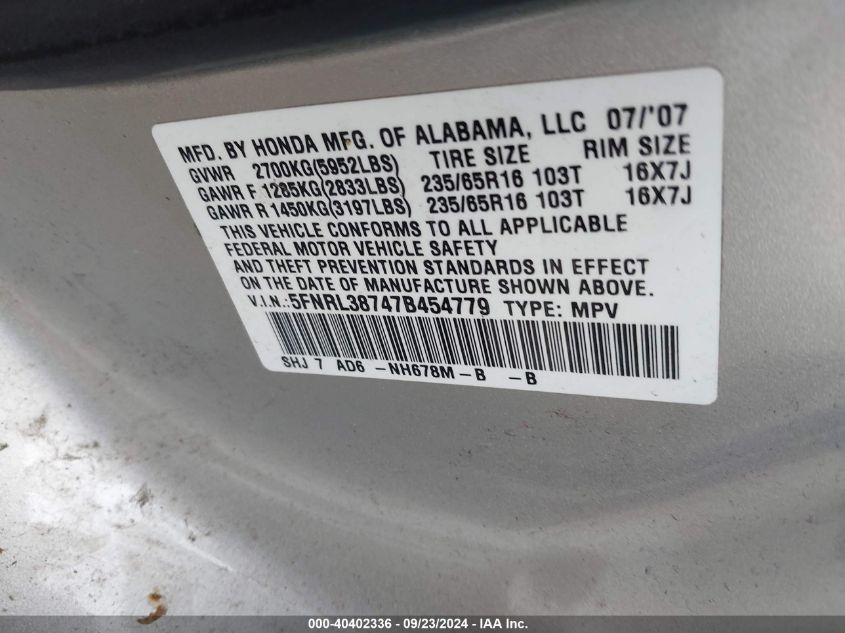 MFD. BY HONDA MFG. OF ALABAMA, LLC 07/'07
GVWR 2700KG(5952LBS) TIRE SIZE RIM SIZE
GAWR F 1285KG(2833LBS) 235/65R16 103T 16X7J
GAWR R 1450KG(3197LBS) 235/65R16 103T 16X7J
THIS VEHICLE CONFORMS TO ALL APPLICABLE
FEDERAL MOTOR VEHICLE SAFETY
AND THEFT PREVENTION STANDARDS IN EFFECT
ON THE DATE OF MANUFACTURE SHOWN ABOVE.
V.I.N.:5FNRL38747B454779 TYPE: MPV
SHJ 7 AD6 -NH678M-B -B
000-40402336 - 09/23/2024 - IAA Inc.